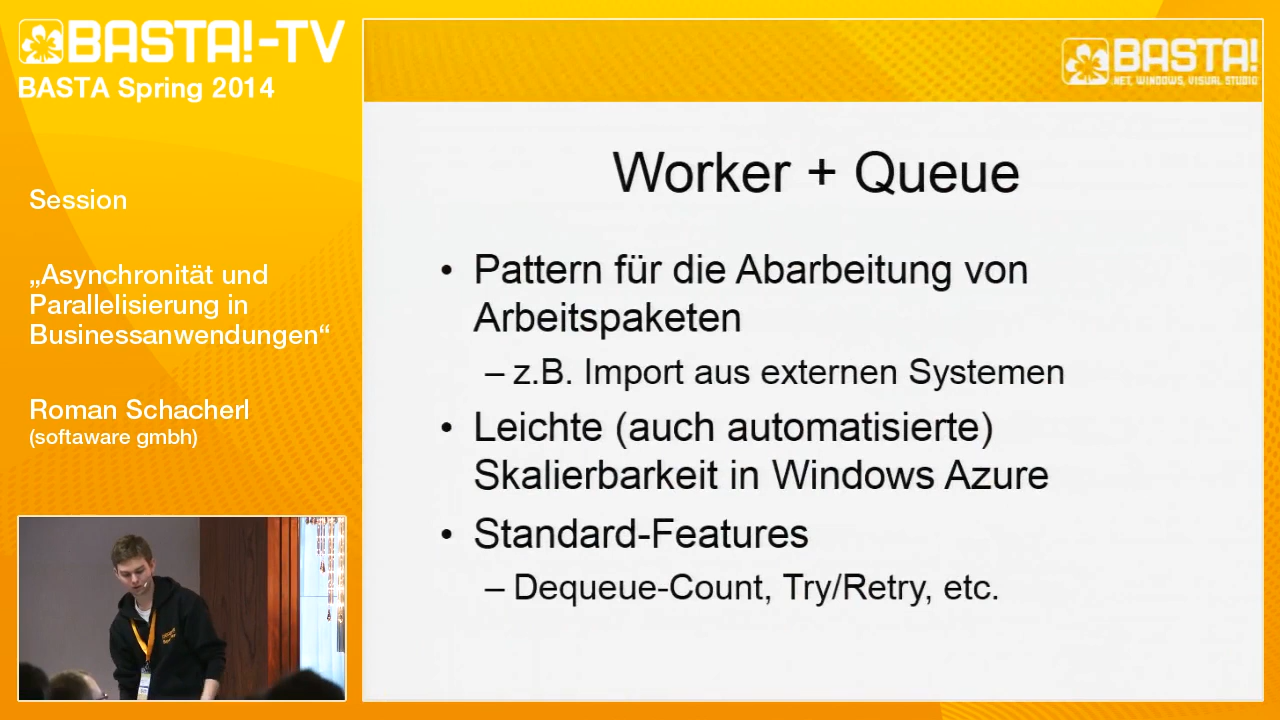 BASTA!-TV
BASTA Spring 2014
Session
„Asynchronität und
Parallelisierung in
Businessanwendungen“
Roman Schacherl
(softaware gmbh)
BASTA!
.NET, WINDOWS, VISUAL STUDIO
Worker + Queue
• Pattern für die Abarbeitung von
Arbeitspaketen
– z.B. Import aus externen Systemen
• Leichte (auch automatisierte)
Skalierbarkeit in Windows Azure
• Standard-Features
– Dequeue-Count, Try/Retry, etc.